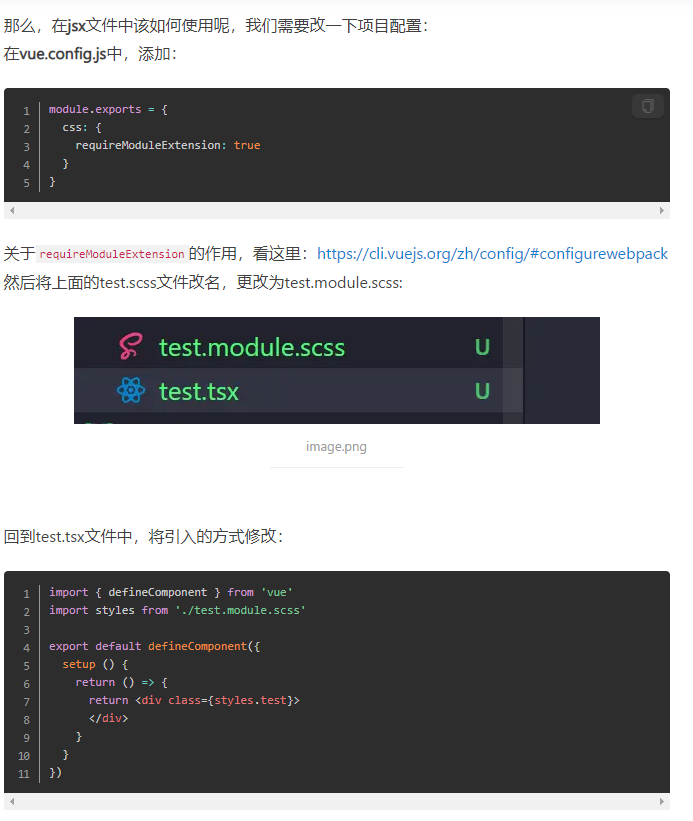 那么，在jsx文件中该如何使用呢，我们需要改一下项目配置：
在vue.config.js中，添加：
1 module.exports = {
2   css: {
3     requireModuleExtension: true
4   }
5 }
关于requireModuleExtension的作用，看这里：https://cli.vuejs.org/zh/config/#configurewebpack
然后将上面的test.scss文件改名，更改为test.module.scss:
test.module.scss U
test.tsx U
image.png
回到test.tsx文件中，将引入的方式修改：
1 import { defineComponent } from 'vue'
2 import styles from './test.module.scss'
3
4 export default defineComponent({
5   setup () {
6     return () => {
7       return <div class={styles.test}>
8       </div>
9     }
10   }
11 })